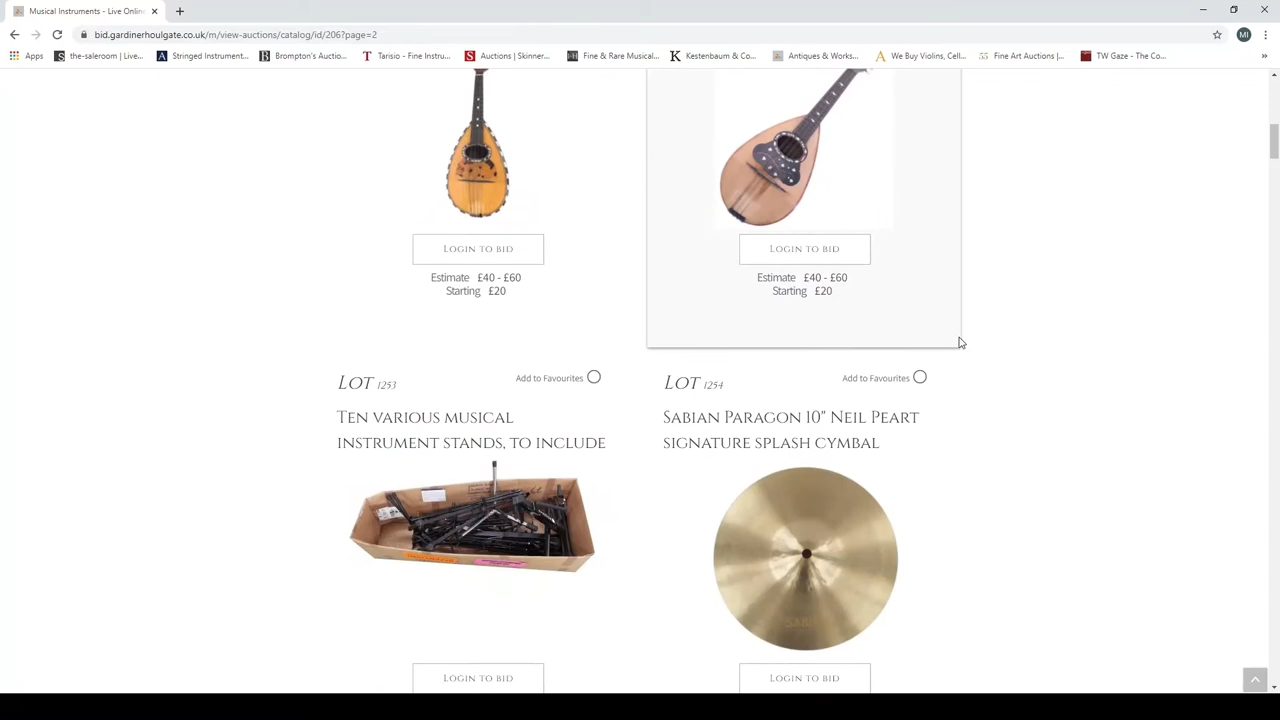 Musical Instruments - Live Onlin
MI
bid.gardinerhoulgate.co.uk/m/view-auctions/catalog/id/206?page=2
Apps the-saleroom | Live... Stringed Instrument... Brompton's Auctio... Tarisio - Fine Instru... Auctions | Skinner... Fine & Rare Musical... Kestenbaum & Co... Antiques & Works... We Buy Violins, Cell... Fine Art Auctions |... TW Gaze - The Co...
LOGIN TO BID LOGIN TO BID
Estimate £40 - £60 Estimate £40 - £60
Starting £20 Starting £20
LOT 1253 Add to Favourites LOT 1254 Add to Favourites
TEN VARIOUS MUSICAL
INSTRUMENT STANDS, TO INCLUDE
SABIAN PARAGON 10" NEIL PEART
SIGNATURE SPLASH CYMBAL
LOGIN TO BID LOGIN TO BID